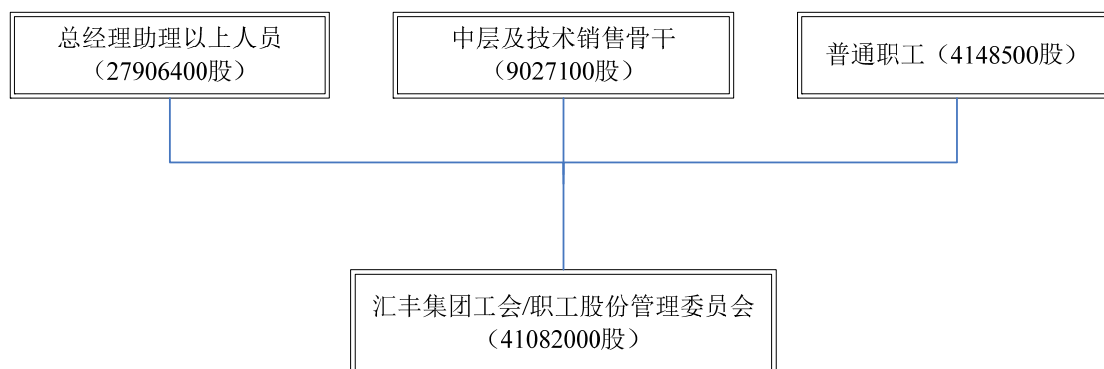 总经理助理以上人员
（27906400股）
中层及技术销售骨干
（9027100股）
普通职工（4148500股）
汇丰集团工会/职工股份管理委员会
（41082000股）